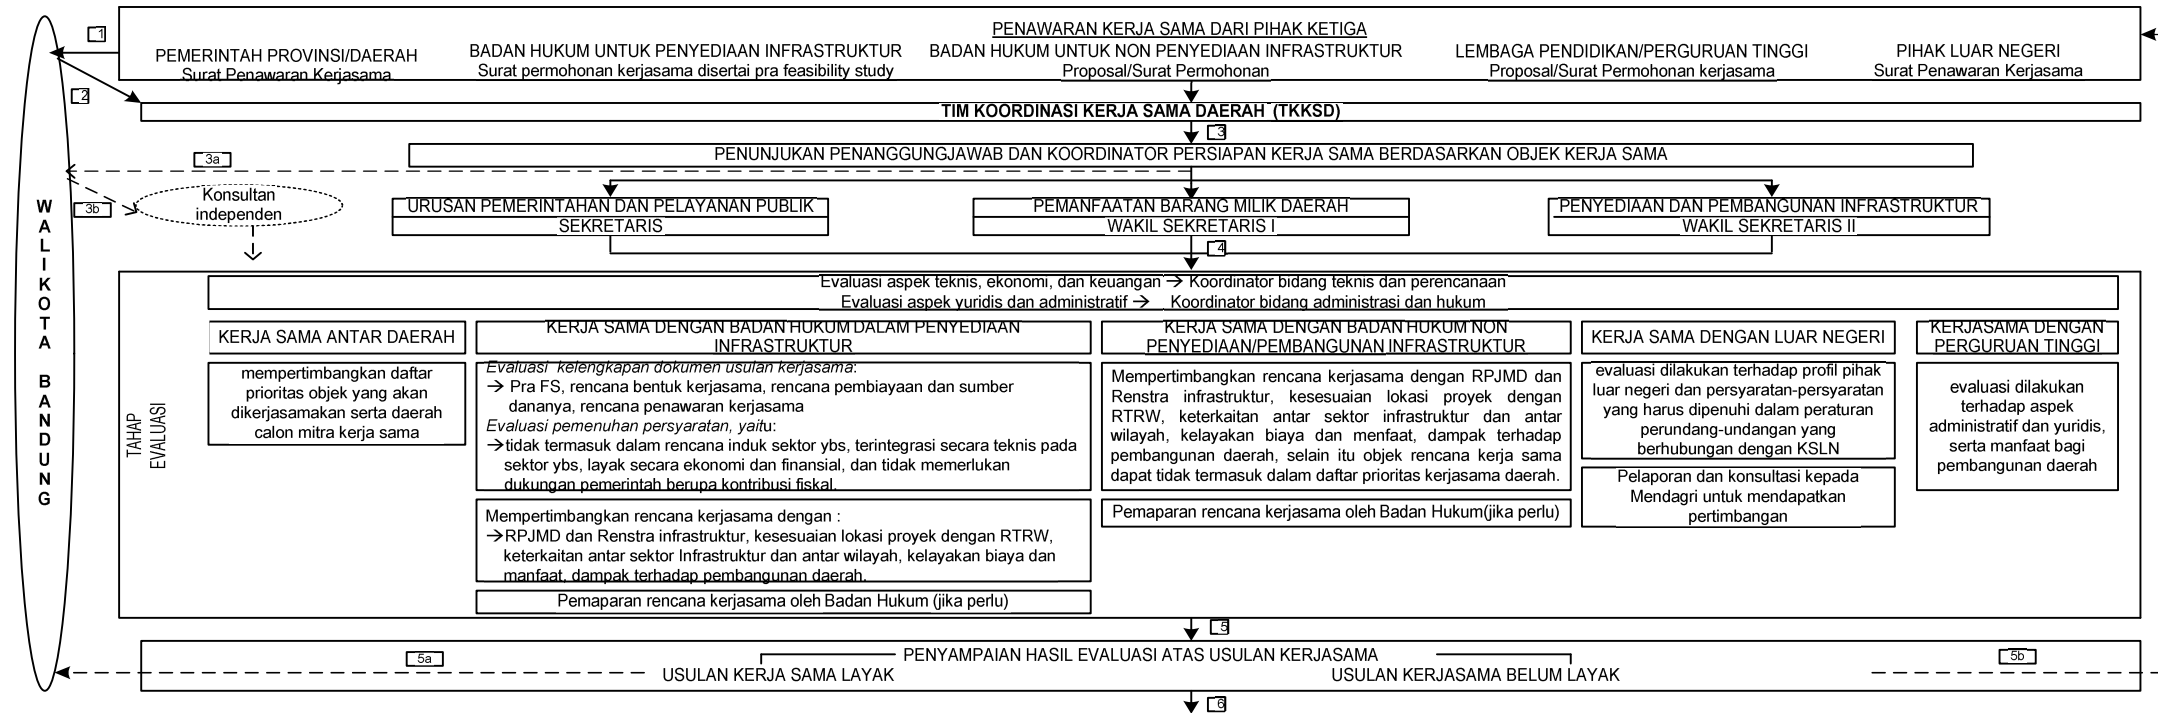 1
PENAWARAN KERJA SAMA DARI PIHAK KETIGA
PEMERINTAH PROVINSI/DAERAH
Surat Penawaran Kerjasama
BADAN HUKUM UNTUK PENYEDIAAN INFRASTRUKTUR
Surat permohonan kerjasama disertai pra feasibility study
BADAN HUKUM UNTUK NON PENYEDIAAN INFRASTRUKTUR
Proposal/Surat Permohonan
LEMBAGA PENDIDIKAN/PERGURUAN TINGGI
Proposal/Surat Permohonan kerjasama
PIHAK LUAR NEGERI
Surat Penawaran Kerjasama
2
TIM KOORDINASI KERJA SAMA DAERAH (TKKSD)
3
PENUNJUKAN PENANGGUNGJAWAB DAN KOORDINATOR PERSIAPAN KERJA SAMA BERDASARKAN OBJEK KERJA SAMA
3a
3b
Konsultan
independen
WALIKOTA BANDUNG
URUSAN PEMERINTAHAN DAN PELAYANAN PUBLIK
SEKRETARIS
PEMANFAATAN BARANG MILIK DAERAH
WAKIL SEKRETARIS I
PENYEDIAAN DAN PEMBANGUNAN INFRASTRUKTUR
WAKIL SEKRETARIS II
4
TAHAP
EVALUASI
Evaluasi aspek teknis, ekonomi, dan keuangan → Koordinator bidang teknis dan perencanaan
Evaluasi aspek yuridis dan administratif → Koordinator bidang administrasi dan hukum
KERJA SAMA ANTAR DAERAH
mempertimbangkan daftar
prioritas objek yang akan
dikerjasamakan serta daerah
calon mitra kerja sama
KERJA SAMA DENGAN BADAN HUKUM DALAM PENYEDIAAN
INFRASTRUKTUR
Evaluasi kelengkapan dokumen usulan kerjasama:
→ Pra FS, rencana bentuk kerjasama, rencana pembiayaan dan sumber
dananya, rencana penawaran kerjasama
Evaluasi pemenuhan persyaratan, yaitu:
→tidak termasuk dalam rencana induk sektor ybs, terintegrasi secara teknis pada
sektor ybs, layak secara ekonomi dan finansial, dan tidak memerlukan
dukungan pemerintah berupa kontribusi fiskal.
Mempertimbangkan rencana kerjasama dengan :
→RPJMD dan Renstra infrastruktur, kesesuaian lokasi proyek dengan RTRW,
keterkaitan antar sektor Infrastruktur dan antar wilayah, kelayakan biaya dan
manfaat, dampak terhadap pembangunan daerah.
Pemaparan rencana kerjasama oleh Badan Hukum (jika perlu)
KERJA SAMA DENGAN BADAN HUKUM NON
PENYEDIAAN/PEMBANGUNAN INFRASTRUKTUR
Mempertimbangkan rencana kerjasama dengan RPJMD dan
Renstra infrastruktur, kesesuaian lokasi proyek dengan
RTRW, keterkaitan antar sektor infrastruktur dan antar
wilayah, kelayakan biaya dan menfaat, dampak terhadap
pembangunan daerah, selain itu objek rencana kerja sama
dapat tidak termasuk dalam daftar prioritas kerjasama daerah.
Pemaparan rencana kerjasama oleh Badan Hukum(jika perlu)
KERJA SAMA DENGAN LUAR NEGERI
evaluasi dilakukan terhadap profil pihak
luar negeri dan persyaratan-persyaratan
yang harus dipenuhi dalam peraturan
perundang-undangan yang
berhubungan dengan KSLN
Pelaporan dan konsultasi kepada
Mendagri untuk mendapatkan
pertimbangan
KERJASAMA DENGAN
PERGURUAN TINGGI
evaluasi dilakukan
terhadap aspek
administratif dan yuridis,
serta manfaat bagi
pembangunan daerah
5
PENYAMPAIAN HASIL EVALUASI ATAS USULAN KERJASAMA
5a
USULAN KERJA SAMA LAYAK
USULAN KERJASAMA BELUM LAYAK
5b
6